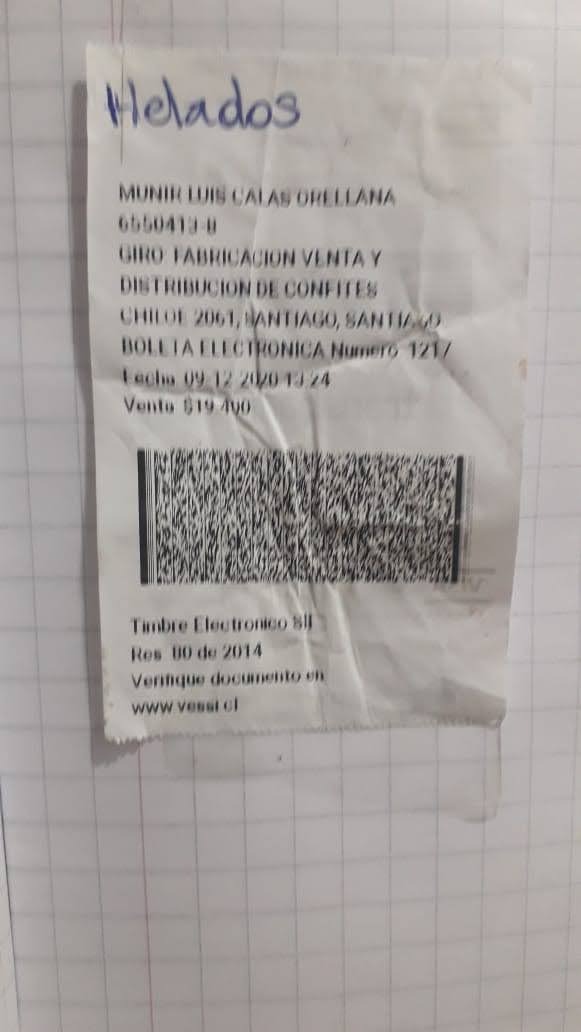 Helados
MUNIR LUIS CALAS ORELLANA
6550413-8
GIRO FABRICACION VENTA Y
DISTRIBUCION DE CONFITES
CHILOE 2061, SANTIAGO, SANTIAGO
BOLETA ELECTRONICA Numero 1217
Fecha 09-12-2020 13:24
Venta $19.400
Timbre Electronico SII
Res. 80 de 2014
Verifique documento en
www.vessi.cl